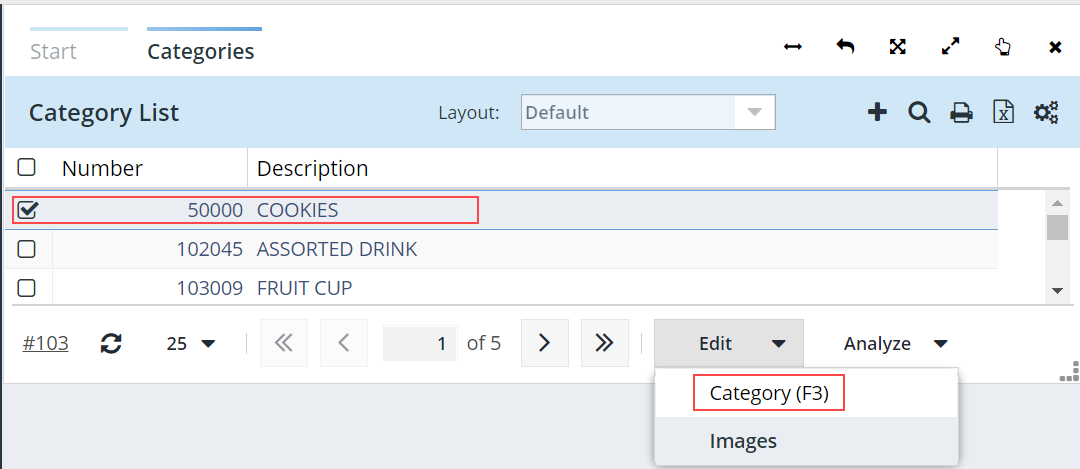 Start Categories
Category List Layout: Default
Number Description
50000 COOKIES
102045 ASSORTED DRINK
103009 FRUIT CUP
#103 25 1 of 5 Edit Analyze
Category (F3)
Images